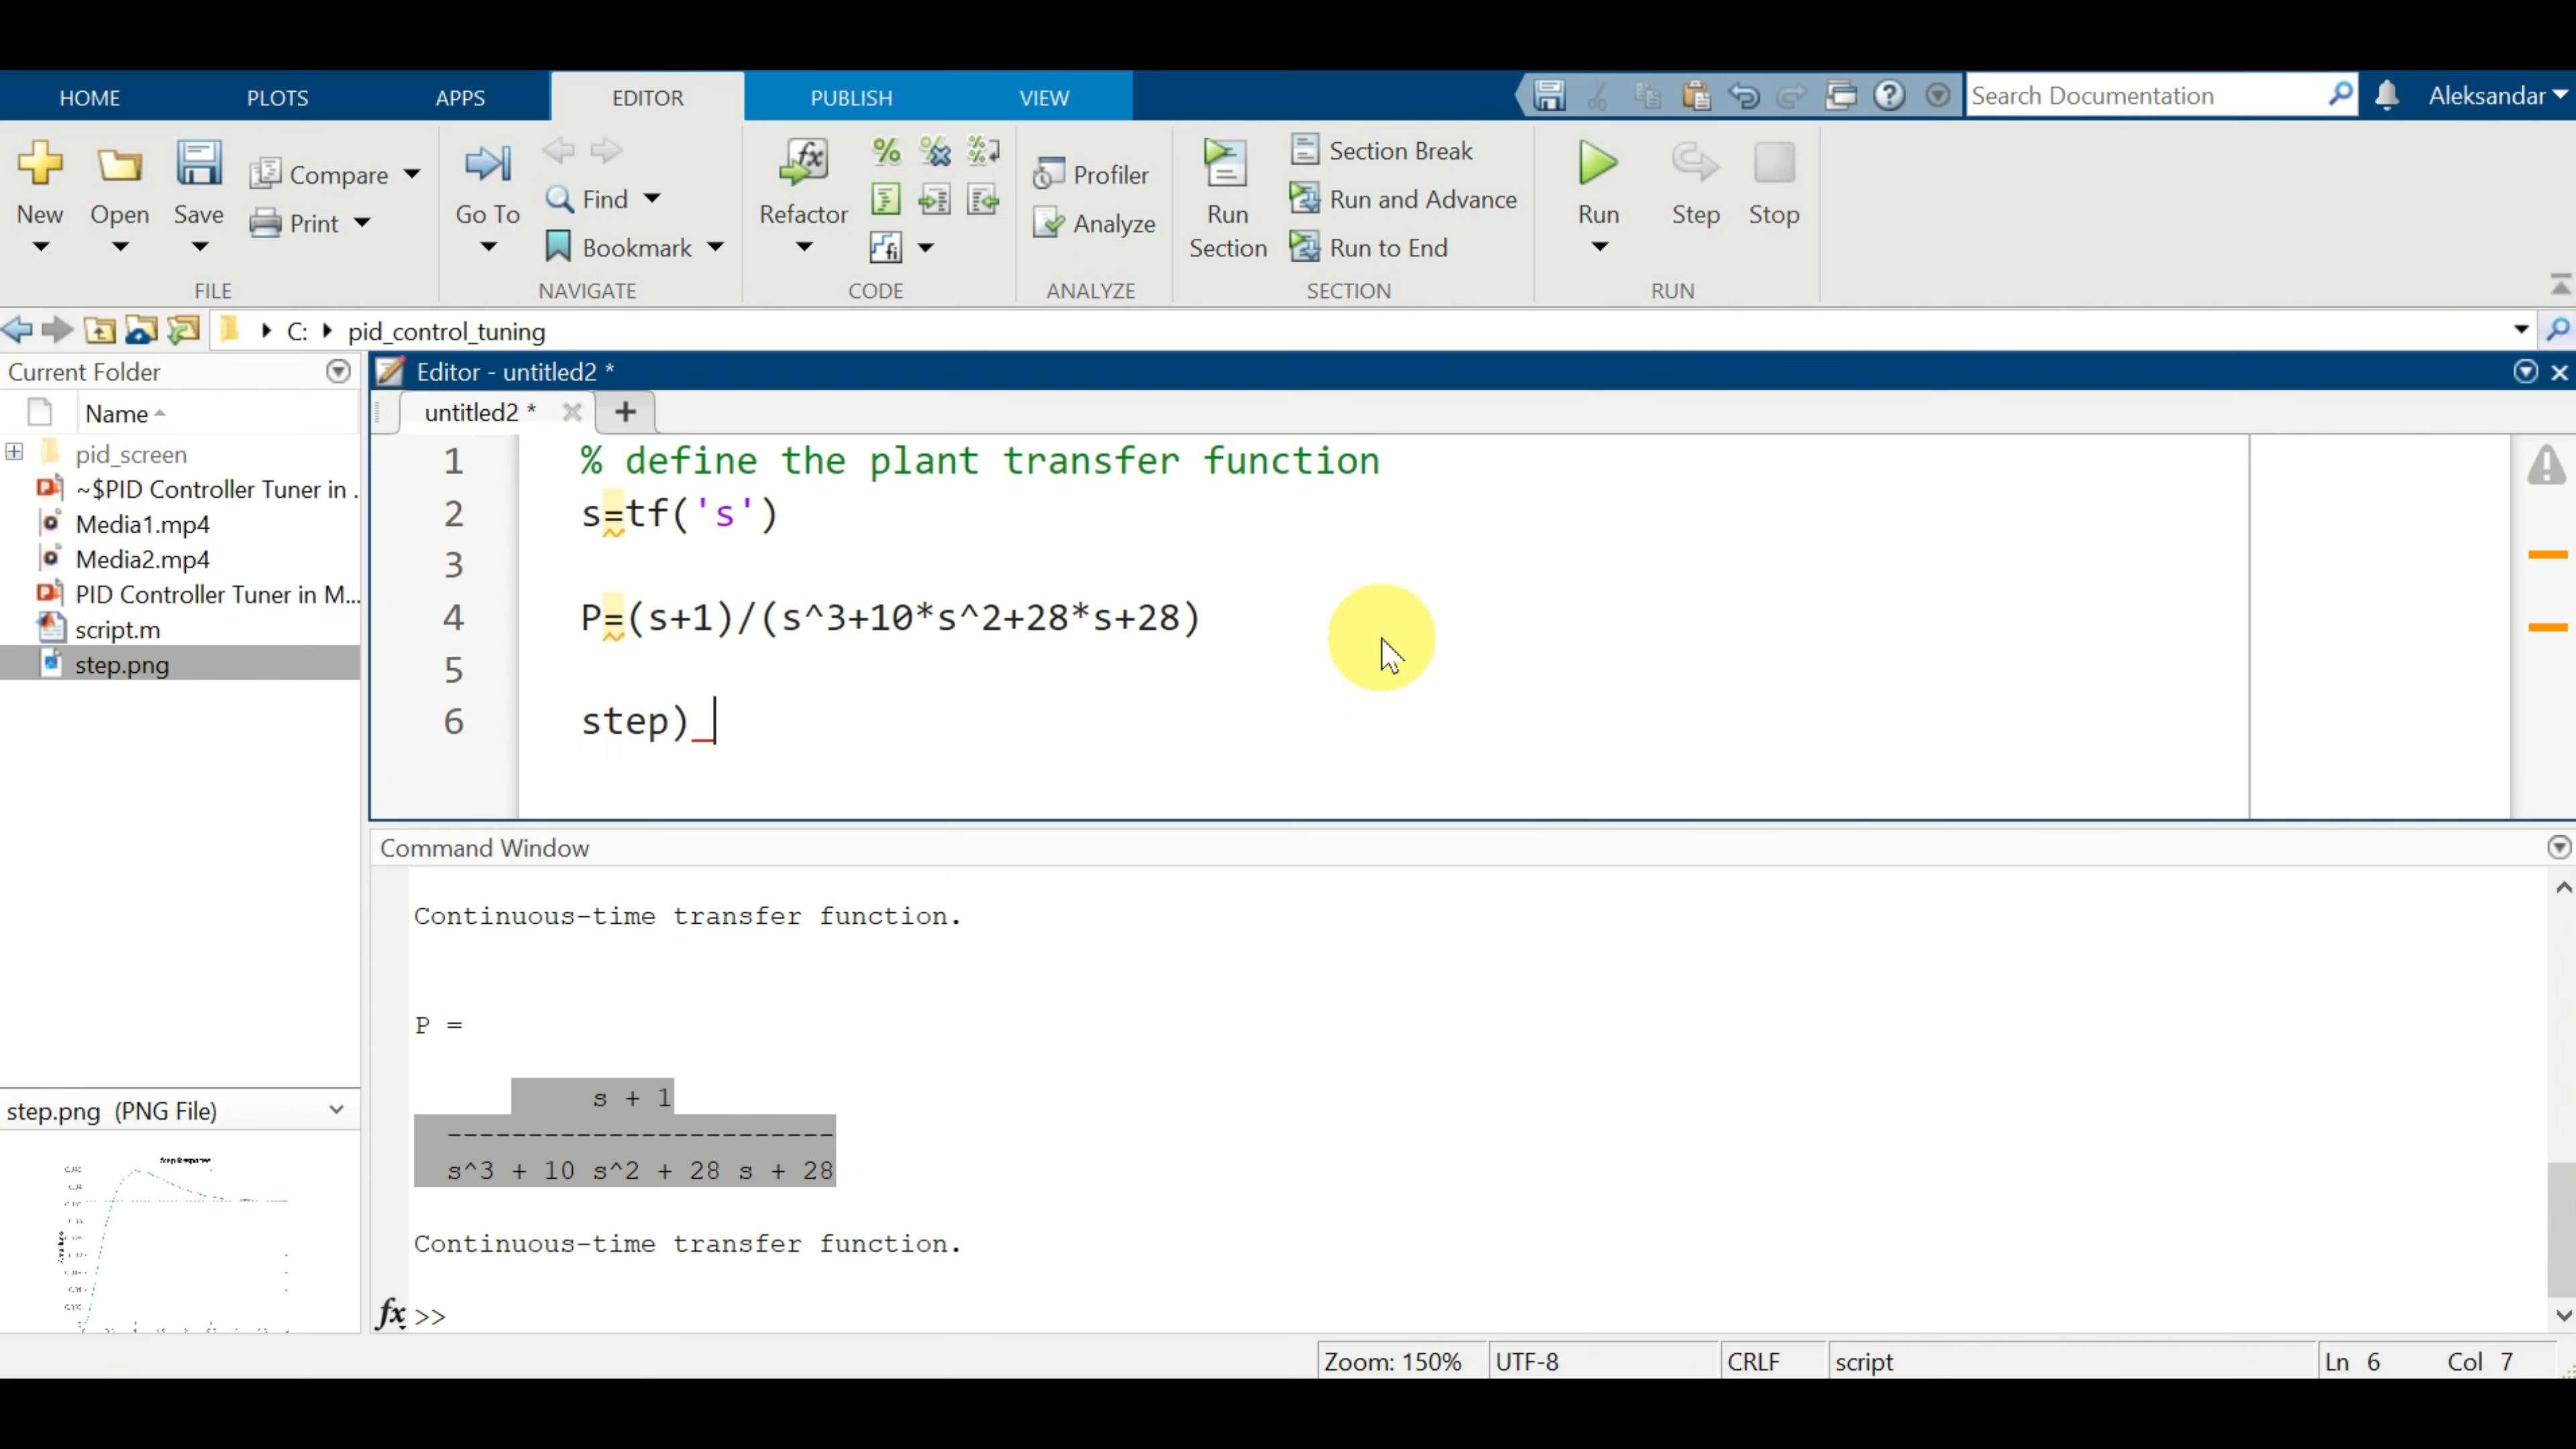 HOME PLOTS APPS EDITOR PUBLISH VIEW Search Documentation Aleksandar
New Open Save Compare Print
FILE
Go To Find Bookmark
NAVIGATE
Refactor
CODE
Profiler
Analyze
ANALYZE
Run Section
Section Break
Run and Advance
Run to End
SECTION
Run Step Stop
RUN
C: pid_control_tuning
Current Folder
Name
pid_screen
~$PID Controller Tuner in .
Media1.mp4
Media2.mp4
PID Controller Tuner in M...
script.m
step.png
step.png (PNG File)
Step Response
Editor - untitled2 *
untitled2 *
1 % define the plant transfer function
2 s=tf('s')
3
4 P=(s+1)/(s^3+10*s^2+28*s+28)
5
6 step)_
Command Window
Continuous-time transfer function.
P =
s + 1
------------------------
s^3 + 10 s^2 + 28 s + 28
Continuous-time transfer function.
fx >>
Zoom: 150% UTF-8 CRLF script Ln 6 Col 7